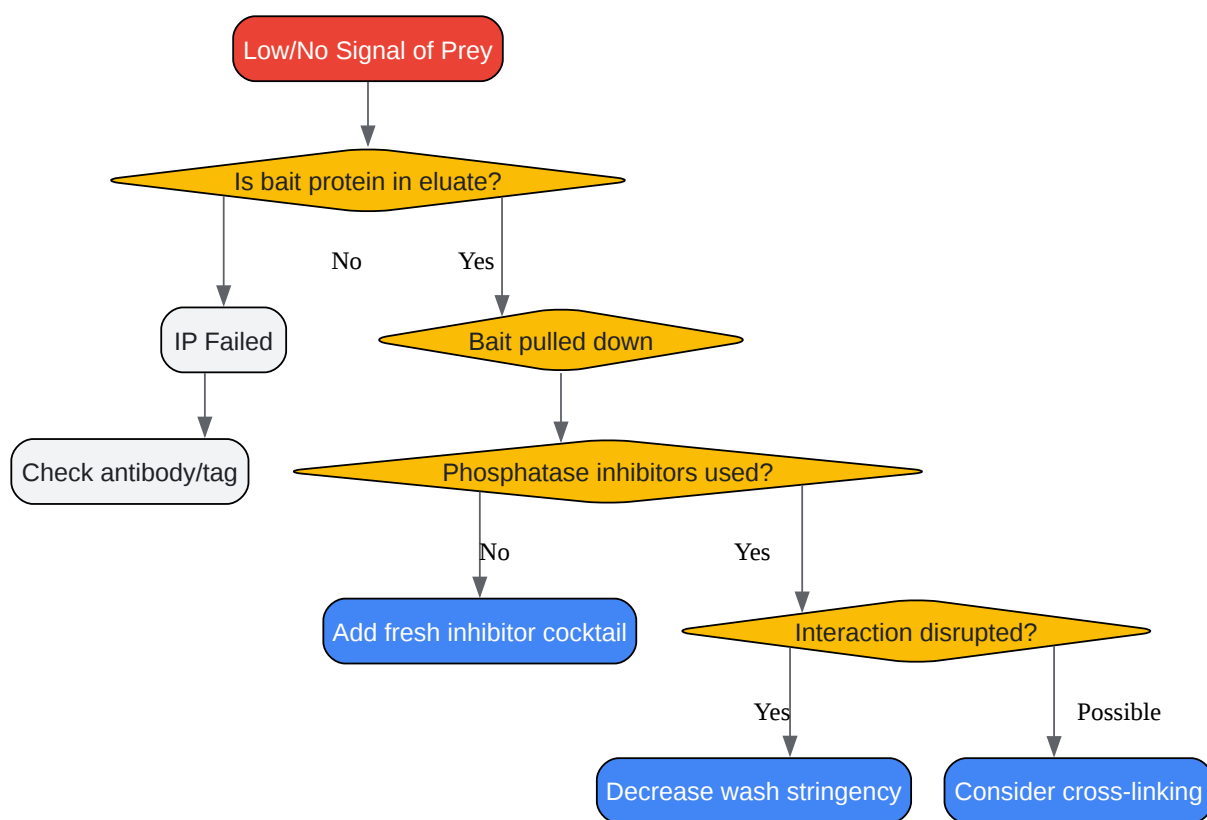 Low/No Signal of Prey
Is bait protein in eluate?
No
Yes
IP Failed
Bait pulled down
Check antibody/tag
Phosphatase inhibitors used?
No
Yes
Add fresh inhibitor cocktail
Interaction disrupted?
Yes
Possible
Decrease wash stringency
Consider cross-linking